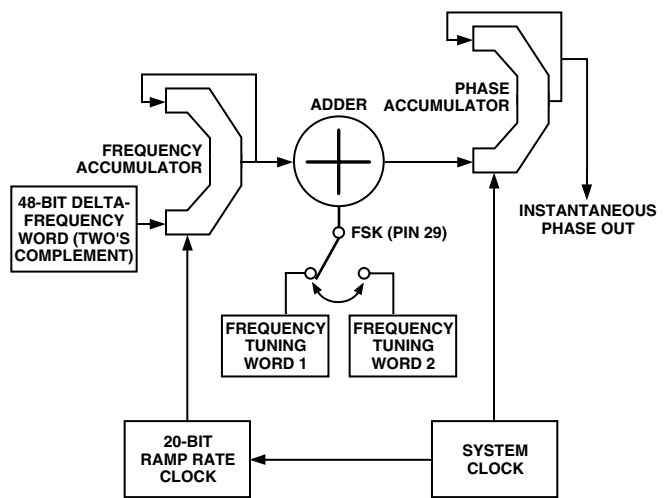 ADDER
PHASE
ACCUMULATOR
FREQUENCY
ACCUMULATOR
48-BIT DELTA-
FREQUENCY
WORD (TWO'S
COMPLEMENT)
INSTANTANEOUS
PHASE OUT
FSK (PIN 29)
FREQUENCY
TUNING
WORD 1
FREQUENCY
TUNING
WORD 2
20-BIT
RAMP RATE
CLOCK
SYSTEM
CLOCK